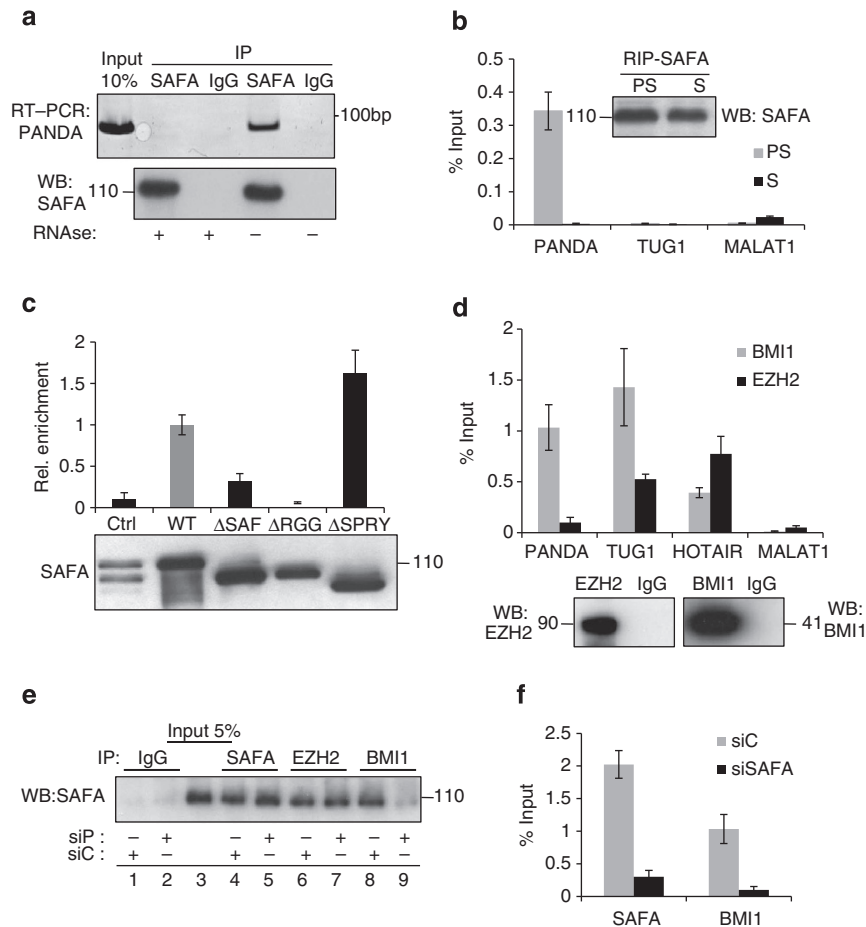 a
Input
10%
IP
SAFA IgG SAFA IgG
RT–PCR:
PANDA
100bp
WB:
SAFA
110
RNAse: + + – –
b
0.5
0.4
0.3
0.2
0.1
0
% Input
RIP-SAFA
PS S
110
WB: SAFA
PS
S
PANDA TUG1 MALAT1
c
2
1.5
1
0.5
0
Rel. enrichment
Ctrl WT ΔSAF ΔRGG ΔSPRY
SAFA
110
d
2
1.5
1
0.5
0
% Input
BMI1
EZH2
PANDA TUG1 HOTAIR MALAT1
EZH2 IgG BMI1 IgG
WB:
EZH2
90
41
WB:
BMI1
e
Input 5%
IP: IgG SAFA EZH2 BMI1
WB:SAFA
110
siP : – + – + – + – +
siC : + – + – + – + –
1 2 3 4 5 6 7 8 9
f
2.5
2
1.5
1
0.5
0
% Input
siC
siSAFA
SAFA BMI1